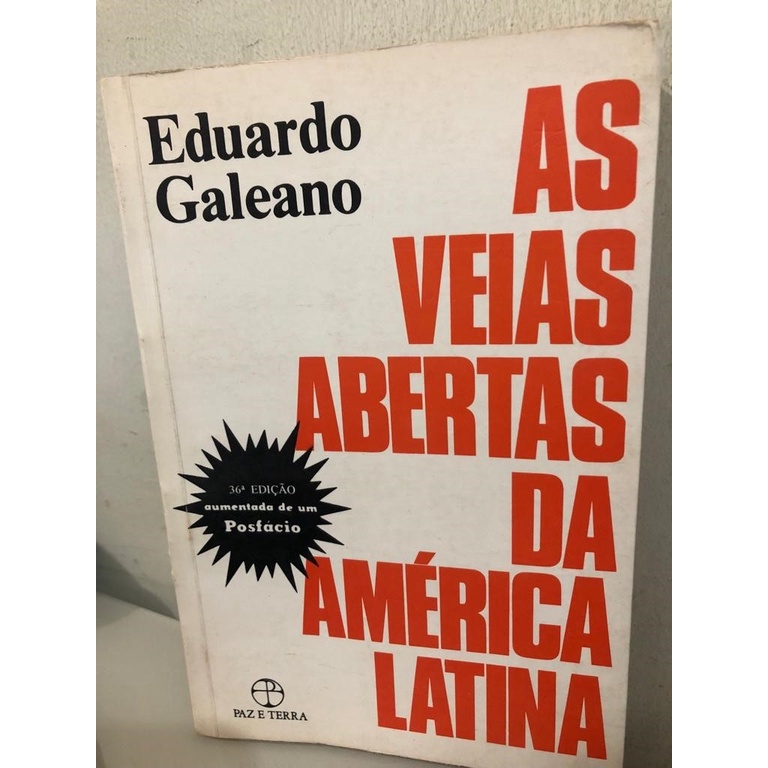 Eduardo
Galeano
AS
VEIAS
ABERTAS
DA
AMÉRICA
LATINA
36ª EDIÇÃO
aumentada de um
Posfácio
PAZ E TERRA